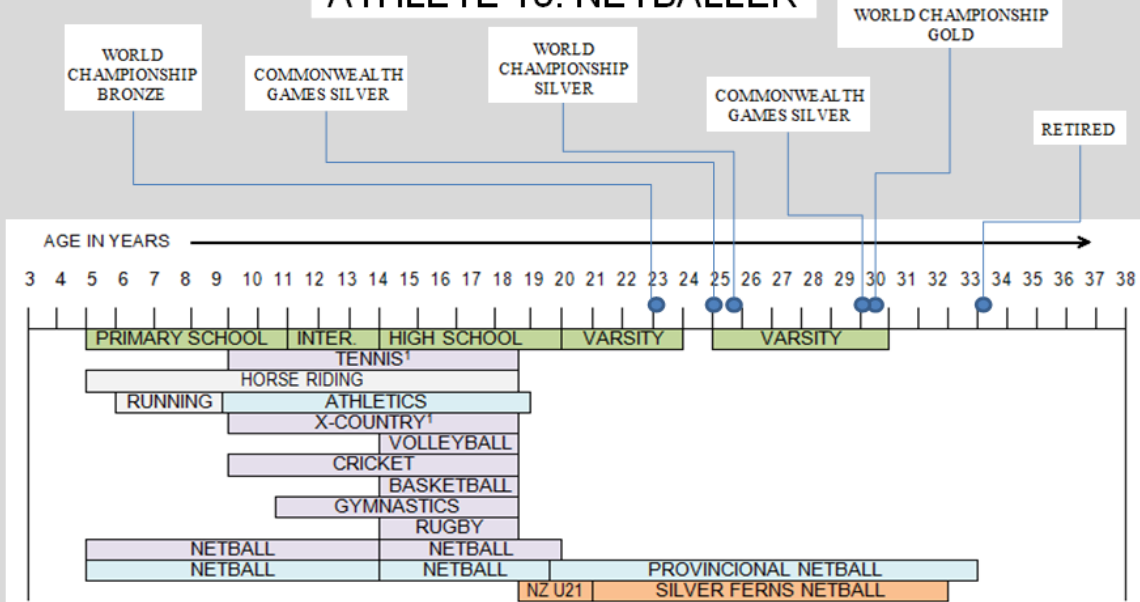 ATHLETE 10: NETBALLER
WORLD CHAMPIONSHIP
GOLD
WORLD
CHAMPIONSHIP
BRONZE
COMMONWEALTH
GAMES SILVER
WORLD
CHAMPIONSHIP
SILVER
COMMONWEALTH
GAMES SILVER
RETIRED
AGE IN YEARS
3 4 5 6 7 8 9 10 11 12 13 14 15 16 17 18 19 20 21 22 23 24 25 26 27 28 29 30 31 32 33 34 35 36 37 38
PRIMARY SCHOOL INTER. HIGH SCHOOL VARSITY VARSITY
TENNIS¹
HORSE RIDING
RUNNING ATHLETICS
X-COUNTRY¹
VOLLEYBALL
CRICKET
BASKETBALL
GYMNASTICS
RUGBY
NETBALL NETBALL
NETBALL NETBALL PROVINCIONAL NETBALL
NZ U21 SILVER FERNS NETBALL